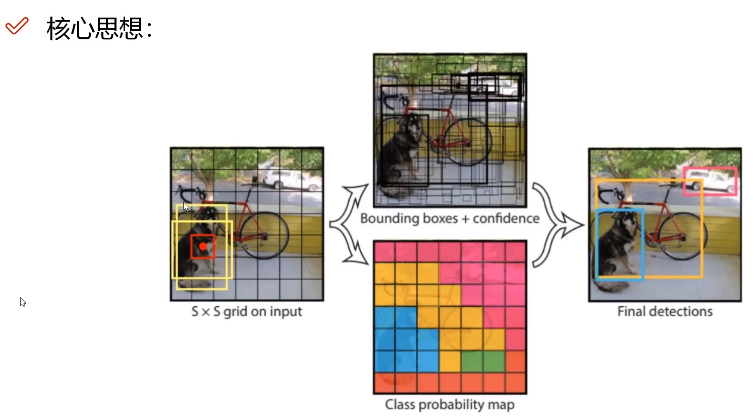 核心思想：
Bounding boxes + confidence
S × S grid on input
Final detections
Class probability map